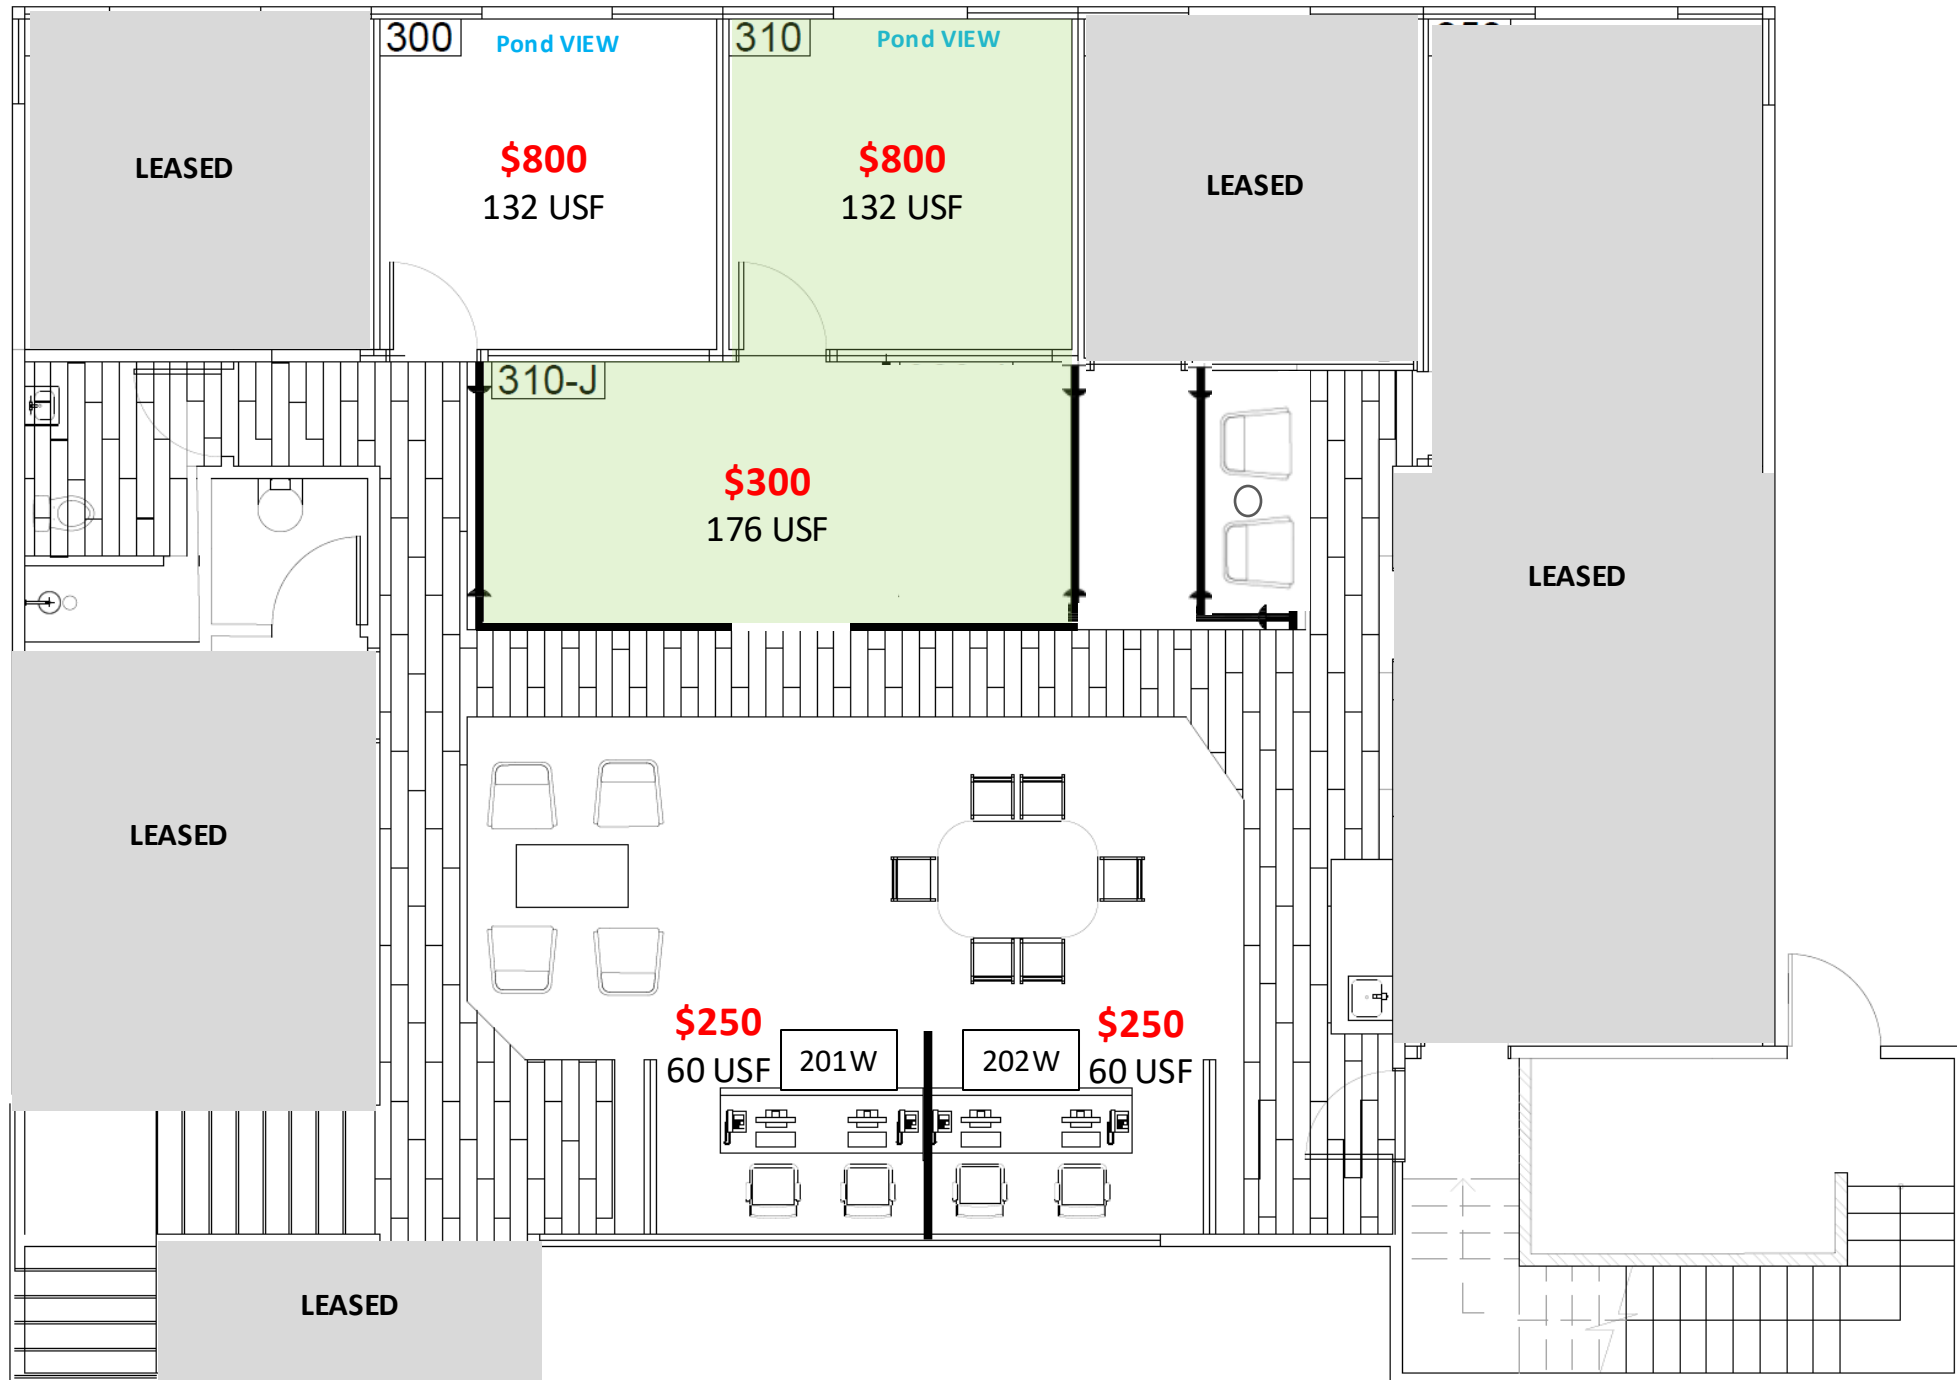 300
Pond VIEW
310
Pond VIEW
LEASED
$800
132 USF
$800
132 USF
LEASED
310-J
$300
176 USF
LEASED
LEASED
$250
60 USF
201W
202W
$250
60 USF
LEASED